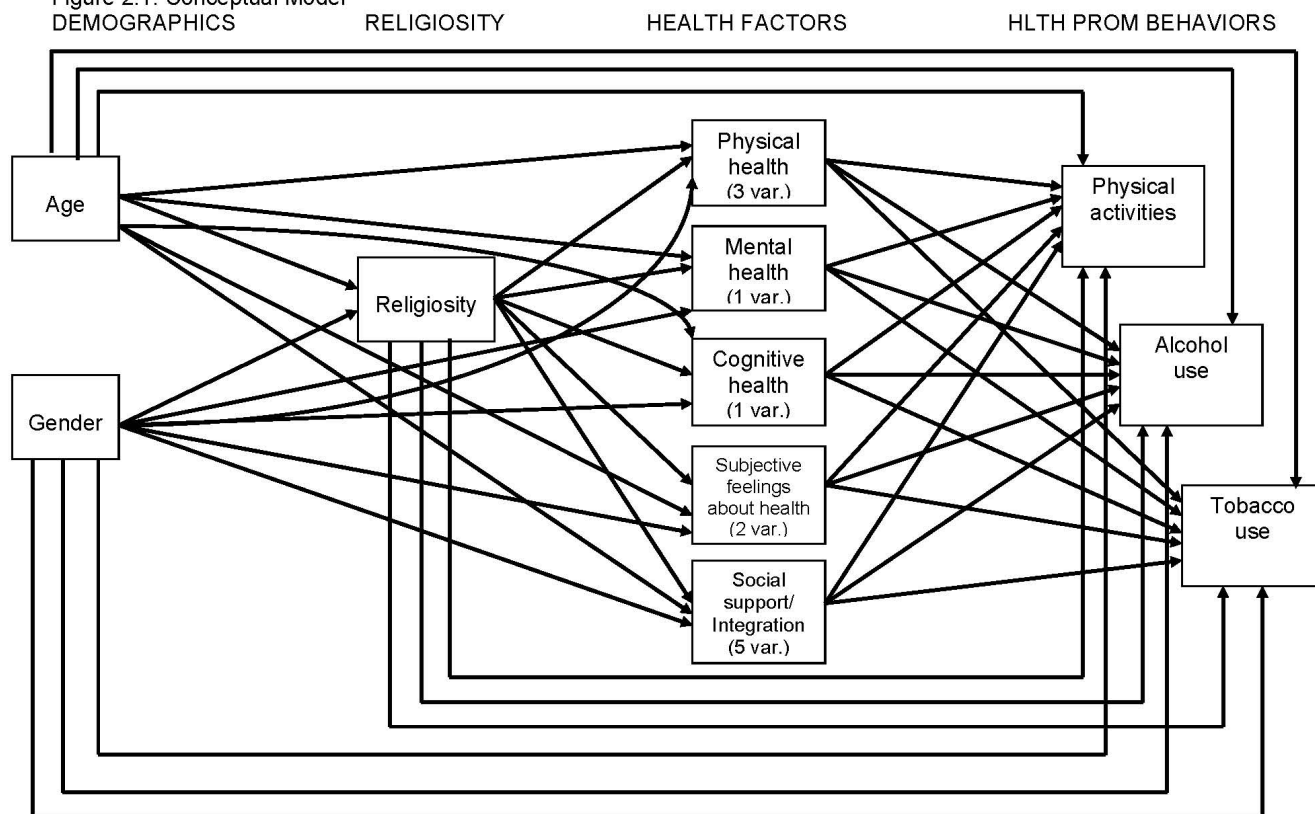 Figure 2.1. Conceptual Model
DEMOGRAPHICS RELIGIOSITY HEALTH FACTORS HLTH PROM BEHAVIORS
Age
Gender
Religiosity
Physical
health
(3 var.)
Mental
health
(1 var.)
Cognitive
health
(1 var.)
Subjective
feelings
about health
(2 var.)
Social
support/
Integration
(5 var.)
Physical
activities
Alcohol
use
Tobacco
use